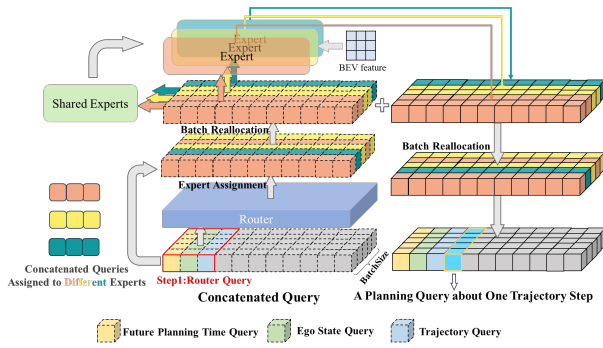 Expert
Expert
Expert
BEV
feature
Shared Experts
Batch Reallocation
Batch Reallocation
Expert Assignment
Router
Concatenated Queries
Assigned to Different Experts
Step1:Router Query
BatchSize
Concatenated Query
A Planning Query about One Trajectory Step
Future Planning Time Query
Ego State Query
Trajectory Query